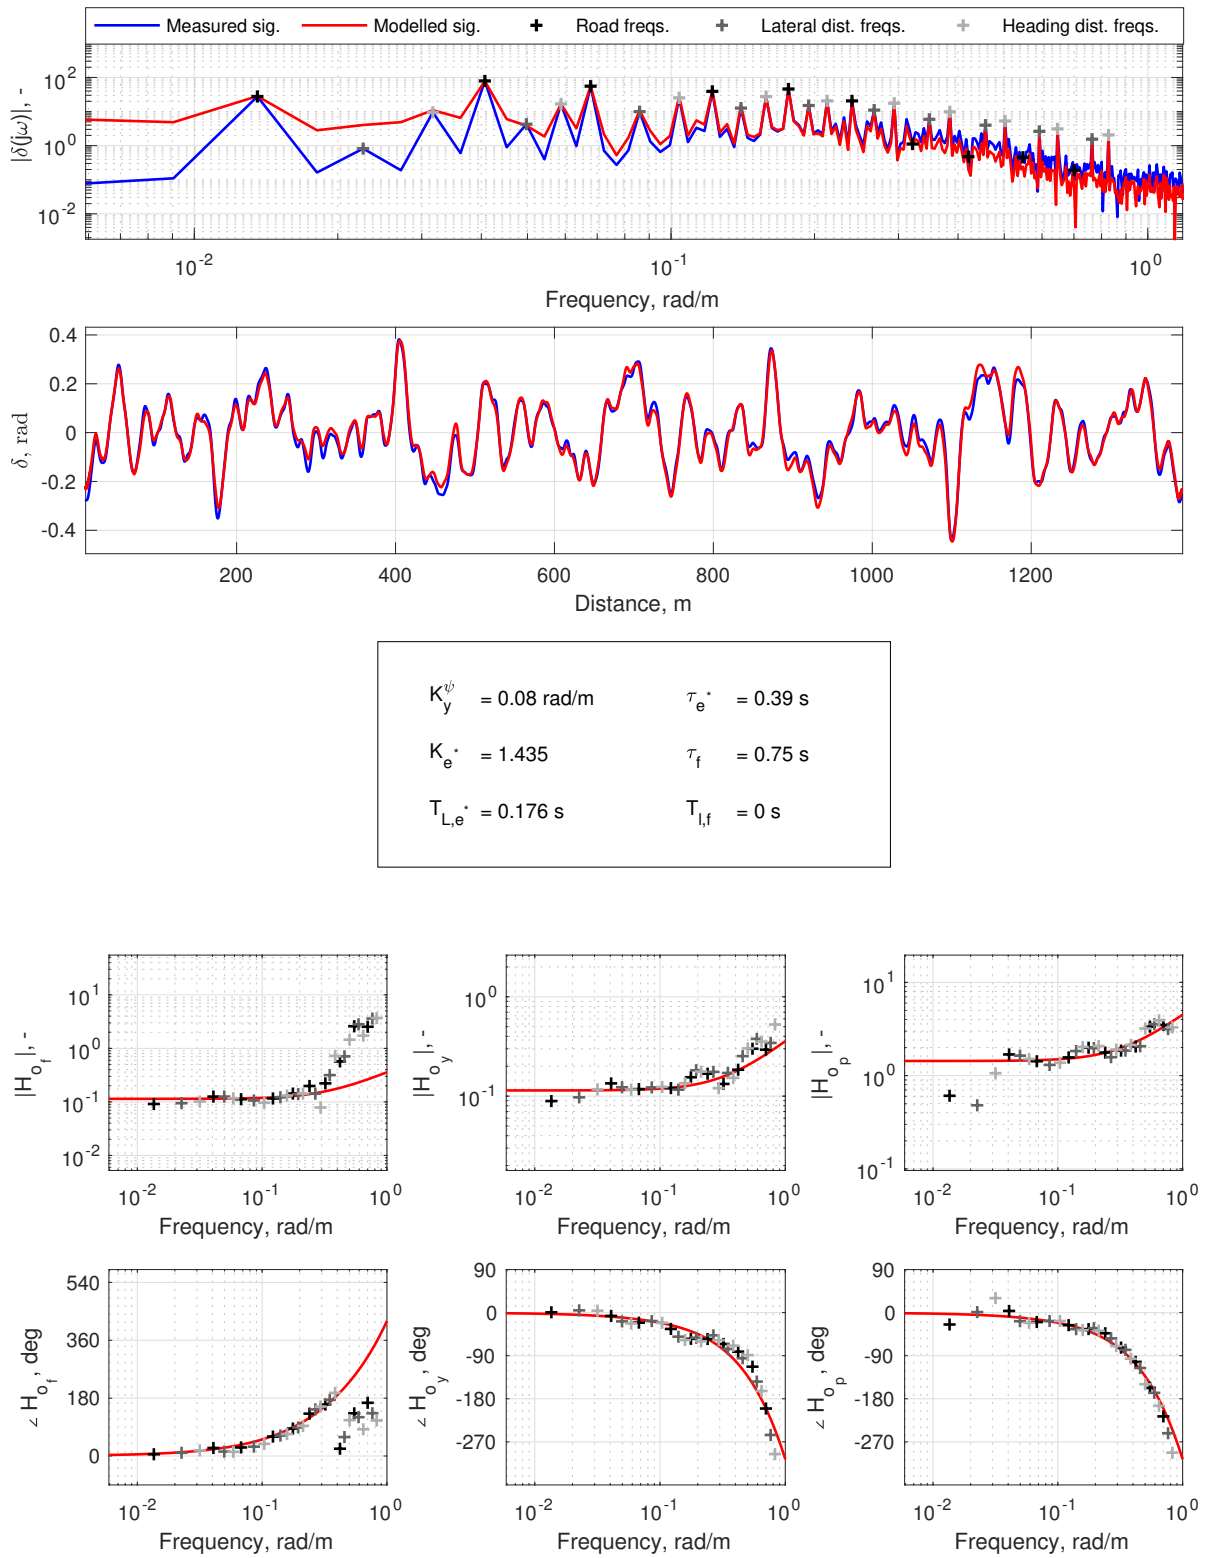 Measured sig. Modelled sig. Road freqs. Lateral dist. freqs. Heading dist. freqs.
|δ(jω)|, -
10^2
10^0
10^-2
10^-2 10^-1 10^0
Frequency, rad/m
δ, rad
0.4
0.2
0
-0.2
-0.4
200 400 600 800 1000 1200
Distance, m
K_y^ψ = 0.08 rad/m τ_e* = 0.39 s
K_e* = 1.435 τ_f = 0.75 s
T_L,e* = 0.176 s T_l,f = 0 s
|H_o_f|, -
10^1
10^0
10^-1
10^-2
10^-2 10^-1 10^0
Frequency, rad/m
|H_o_y|, -
10^0
10^-1
10^-2 10^-1 10^0
Frequency, rad/m
|H_o_p|, -
10^1
10^0
10^-1
10^-2 10^-1 10^0
Frequency, rad/m
∠ H_o_f, deg
540
360
180
0
10^-2 10^-1 10^0
Frequency, rad/m
∠ H_o_y, deg
90
0
-90
-180
-270
10^-2 10^-1 10^0
Frequency, rad/m
∠ H_o_p, deg
90
0
-90
-180
-270
10^-2 10^-1 10^0
Frequency, rad/m